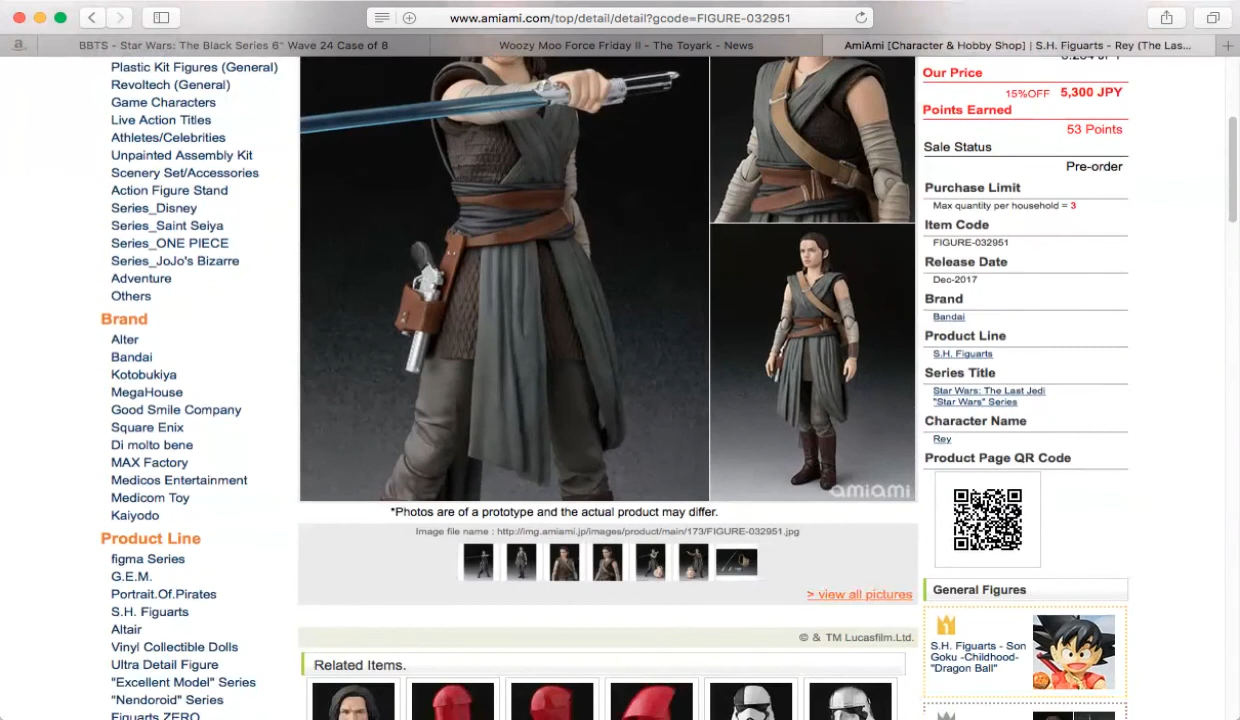 www.amiami.com/top/detail/detail?gcode=FIGURE-032951
a
BBTS - Star Wars: The Black Series 6" Wave 24 Case of 8
Woozy Moo Force Friday II - The Toyark - News
AmiAmi [Character & Hobby Shop] | S.H. Figuarts - Rey (The Las...
Plastic Kit Figures (General)
Revoltech (General)
Game Characters
Live Action Titles
Athletes/Celebrities
Unpainted Assembly Kit
Scenery Set/Accessories
Action Figure Stand
Series_Disney
Series_Saint Seiya
Series_ONE PIECE
Series_JoJo's Bizarre
Adventure
Others
Brand
Alter
Bandai
Kotobukiya
MegaHouse
Good Smile Company
Square Enix
Di molto bene
MAX Factory
Medicos Entertainment
Medicom Toy
Kaiyodo
Product Line
figma Series
G.E.M.
Portrait.Of.Pirates
S.H. Figuarts
Altair
Vinyl Collectible Dolls
Ultra Detail Figure
"Excellent Model" Series
"Nendoroid" Series
Figuarts ZERO
amiami
*Photos are of a prototype and the actual product may differ.
Image file name : http://img.amiami.jp/images/product/main/173/FIGURE-032951.jpg
> view all pictures
© & TM Lucasfilm.Ltd.
Related Items.
Our Price
15%OFF 5,300 JPY
Points Earned
53 Points
Sale Status
Pre-order
Purchase Limit
Max quantity per household = 3
Item Code
FIGURE-032951
Release Date
Dec-2017
Brand
Bandai
Product Line
S.H. Figuarts
Series Title
Star Wars: The Last Jedi
"Star Wars" Series
Character Name
Rey
Product Page QR Code
General Figures
1
S.H. Figuarts - Son
Goku -Childhood-
"Dragon Ball"